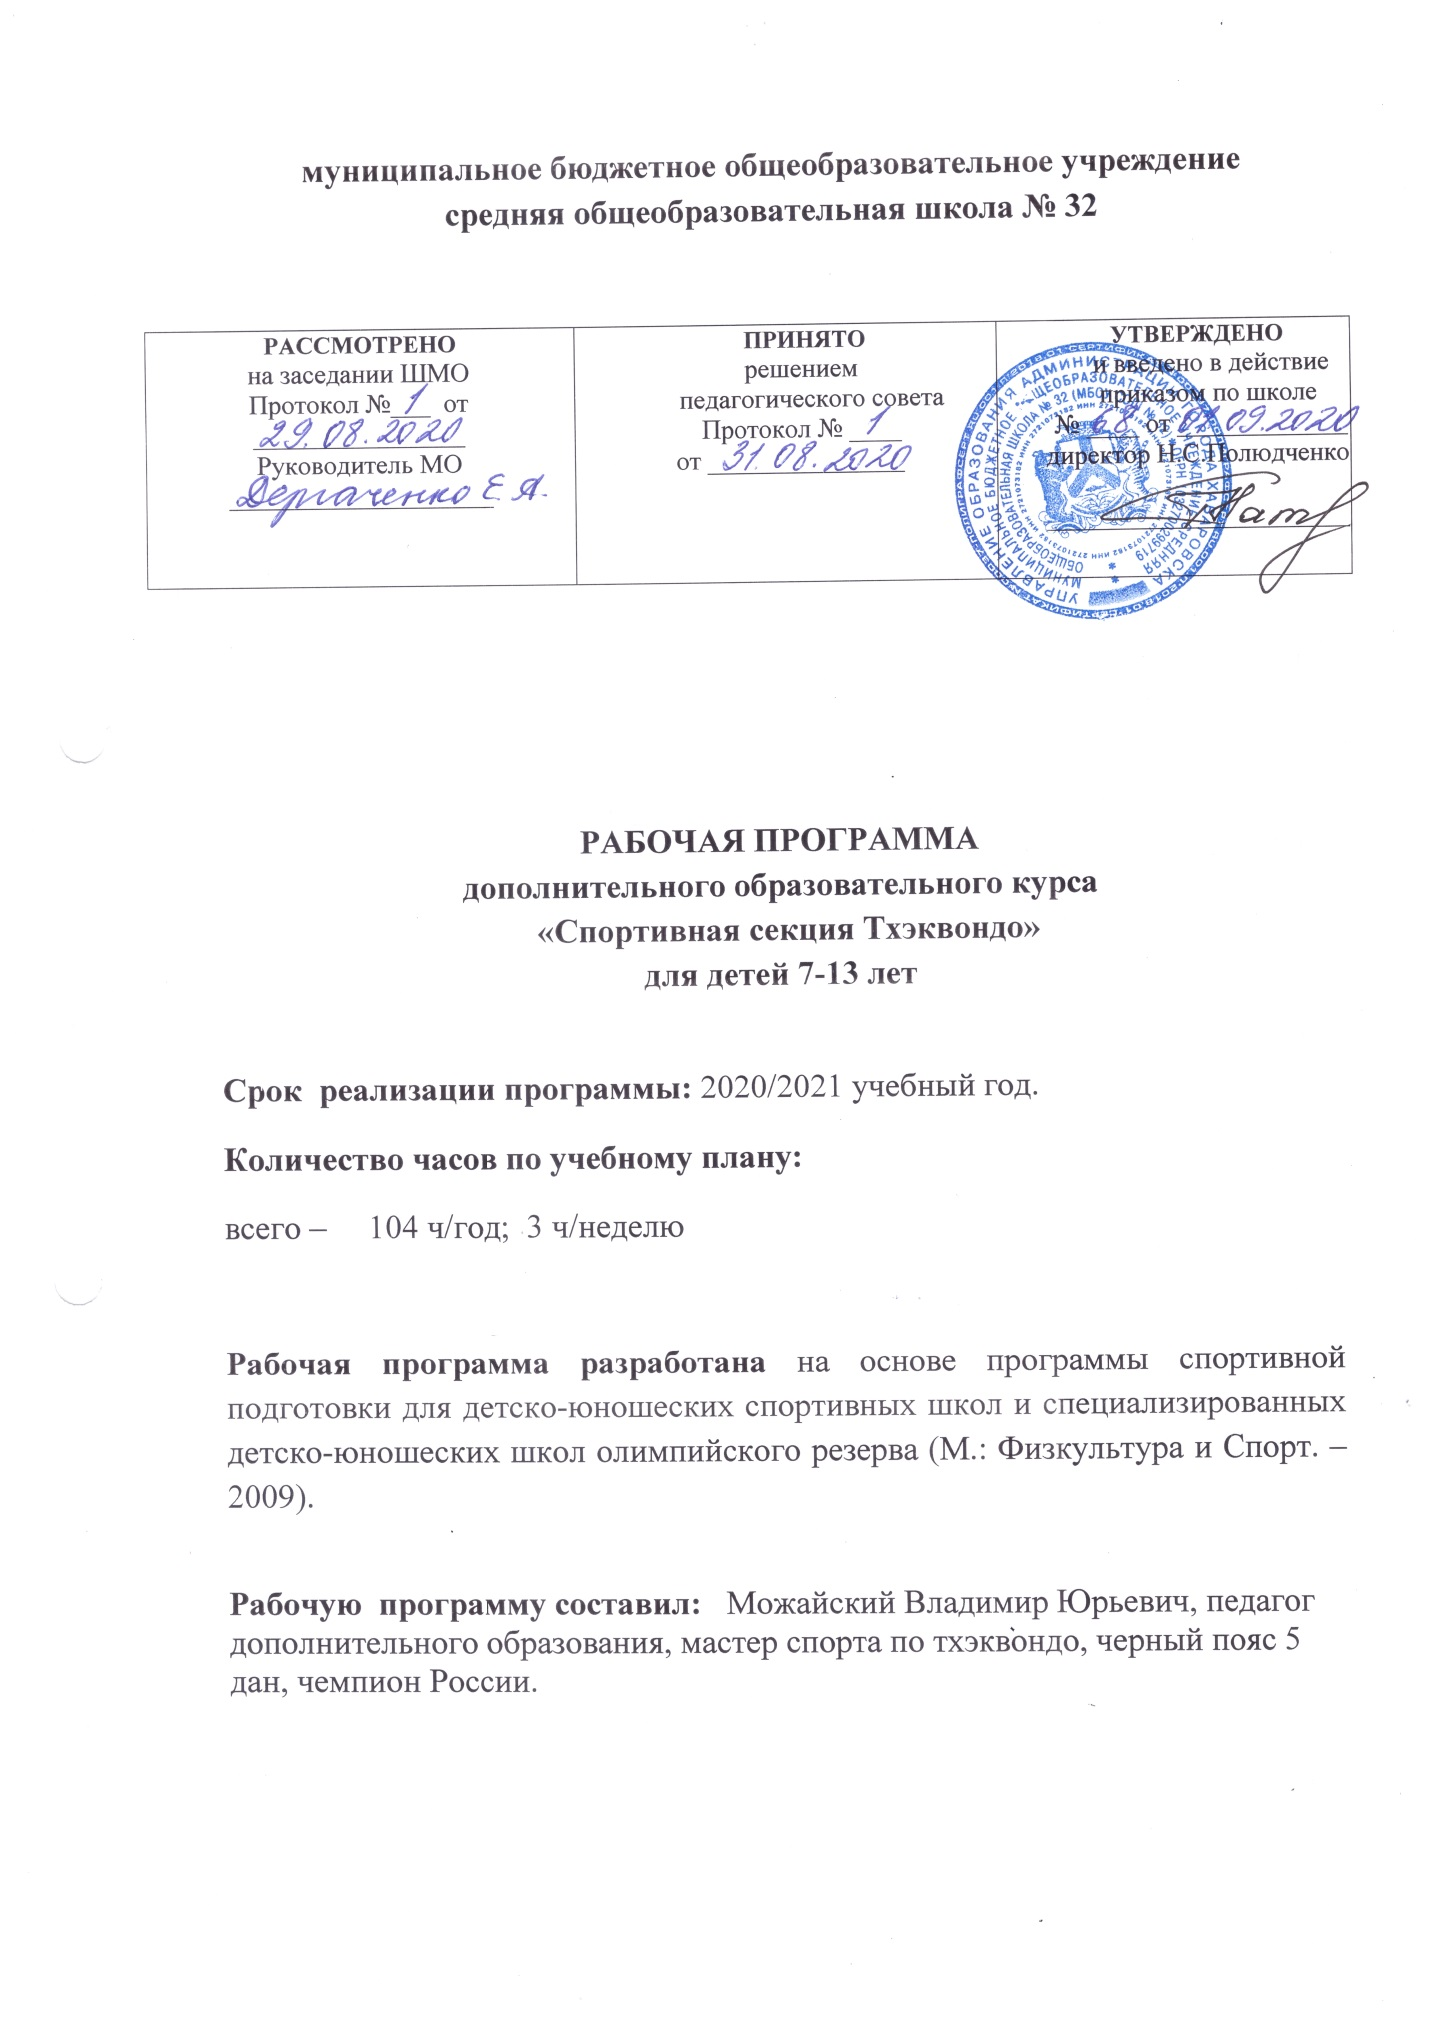 муниципальное бюджетное общеобразовательное учреждение
средняя общеобразовательная школа № 32
РАССМОТРЕНО
на заседании ШМО
Протокол № 1 от
29.08.2020
Руководитель МО
Дергаченко Е.А.
ПРИНЯТО
решением
педагогического совета
Протокол № 1
от 31.08.2020
УТВЕРЖДЕНО
и введено в действие
приказом по школе
№ 68 от 01.09.2020
директор Н.С.Полюдченко
УПРАВЛЕНИЕ ОБРАЗОВАНИЯ АДМИНИСТРАЦИИ ГОРОДА ХАБАРОВСКА
РАБОЧАЯ ПРОГРАММА
дополнительного образовательного курса
«Спортивная секция Тхэквондо»
для детей 7-13 лет
Срок реализации программы: 2020/2021 учебный год.
Количество часов по учебному плану:
всего – 104 ч/год; 3 ч/неделю
Рабочая программа разработана на основе программы спортивной
подготовки для детско-юношеских спортивных школ и специализированных
детско-юношеских школ олимпийского резерва (М.: Физкультура и Спорт. –
2009).
Рабочую программу составил: Можайский Владимир Юрьевич, педагог
дополнительного образования, мастер спорта по тхэквондо, черный пояс 5
дан, чемпион России.